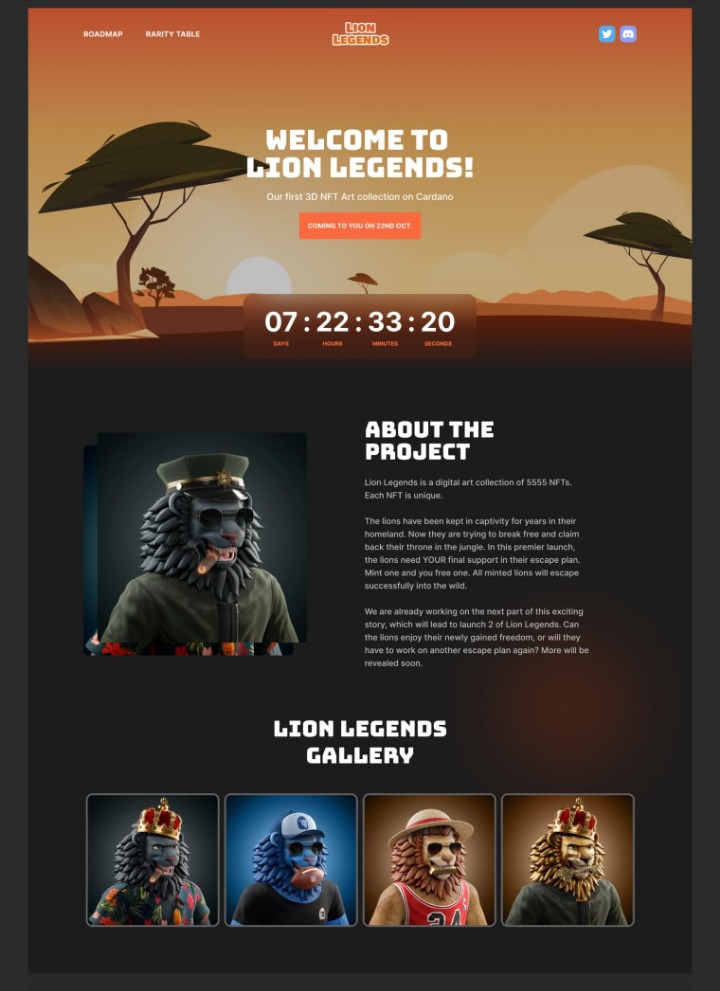 ROADMAP
RARITY TABLE
LION
LEGENDS
WELCOME TO
LION LEGENDS!
Our first 3D NFT Art collection on Cardano
COMING TO YOU ON 22ND OCT.
07 : 22 : 33 : 20
DAYS HOURS MINUTES SECONDS
ABOUT THE
PROJECT
Lion Legends is a digital art collection of 5555 NFTs.
Each NFT is unique.
The lions have been kept in captivity for years in their
homeland. Now they are trying to break free and claim
back their throne in the jungle. In this premier launch,
the lions need YOUR final support in their escape plan.
Mint one and you free one. All minted lions will escape
successfully into the wild.
We are already working on the next part of this exciting
story, which will lead to launch 2 of Lion Legends. Can
the lions enjoy their newly gained freedom, or will they
have to work on another escape plan again? More will be
revealed soon.
LION LEGENDS
GALLERY
24